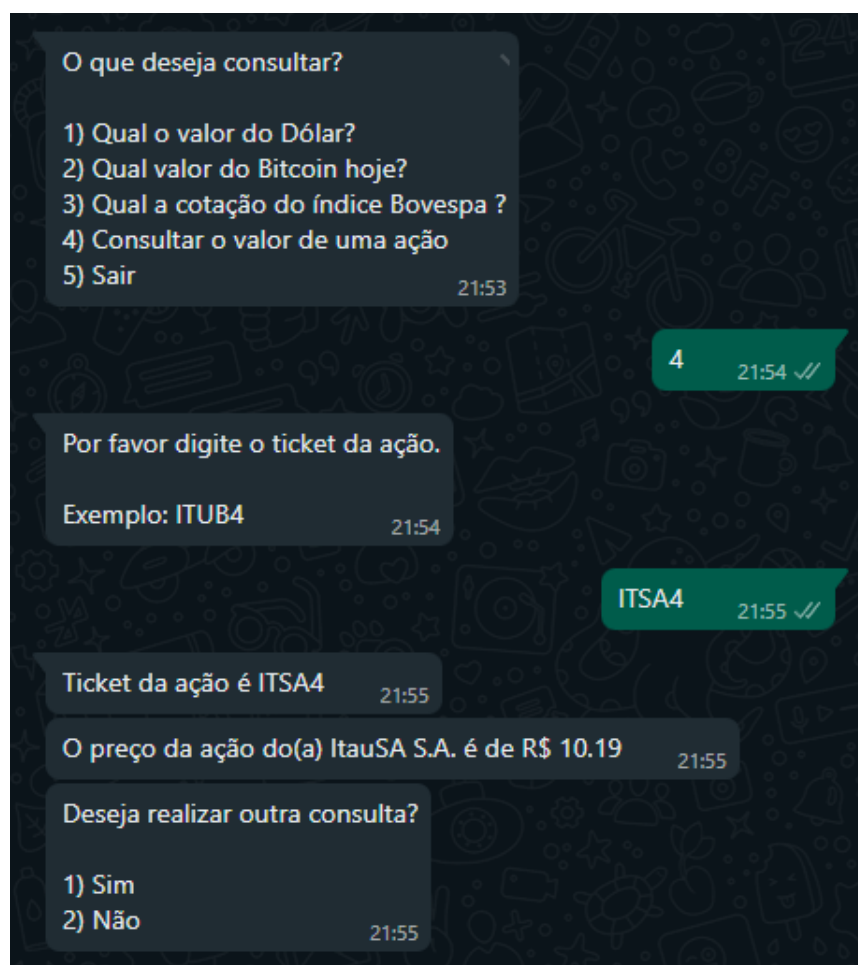 O que deseja consultar?
1) Qual o valor do Dólar?
2) Qual valor do Bitcoin hoje?
3) Qual a cotação do índice Bovespa ?
4) Consultar o valor de uma ação
5) Sair
21:53
4
21:54
Por favor digite o ticket da ação.
Exemplo: ITUB4
21:54
ITSA4
21:55
Ticket da ação é ITSA4
21:55
O preço da ação do(a) ItauSA S.A. é de R$ 10.19
21:55
Deseja realizar outra consulta?
1) Sim
2) Não
21:55